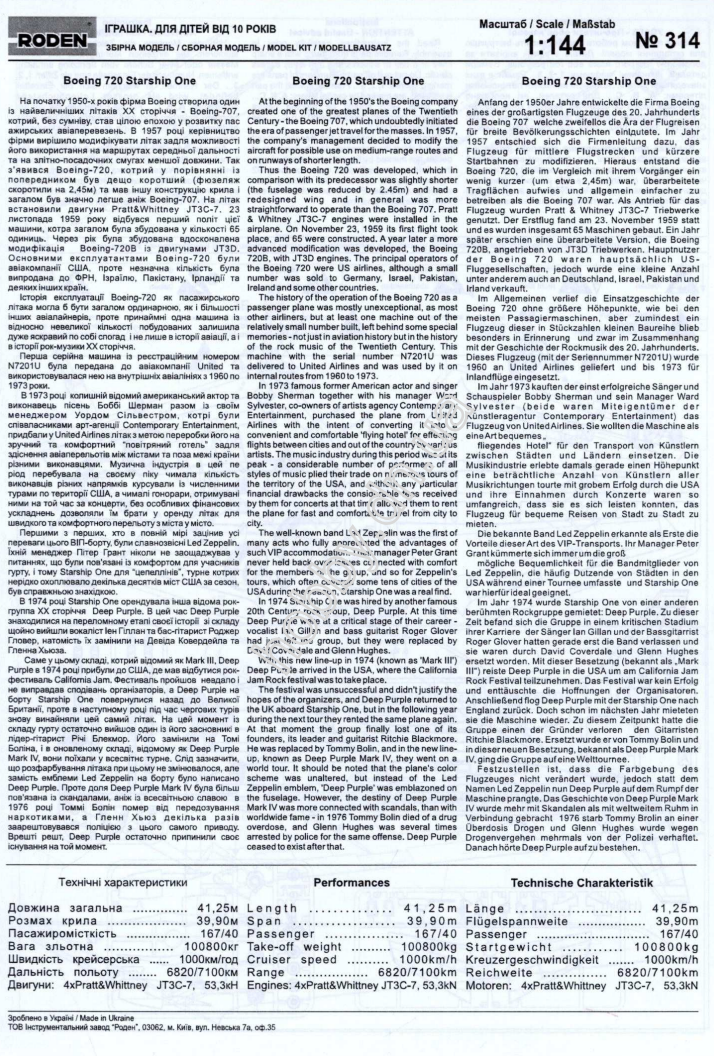 RODEN
ІГРАШКА. ДЛЯ ДІТЕЙ ВІД 10 РОКІВ
ЗБІРНА МОДЕЛЬ / СБОРНАЯ МОДЕЛЬ / MODEL KIT / MODELLBAUSATZ
Масштаб / Scale / Maßstab
1:144
№ 314
Boeing 720 Starship One
На початку 1950-х років фірма Boeing створила один
із найвеличніших літаків ХХ сторіччя - Boeing-707,
котрий, без сумніву, став цілою епохою у розвитку пас
ажирських авіаперевезень. В 1957 році керівництво
фірми вирішило модифікувати літак задля можливості
його використання на маршрутах середньої дальності
та на злітно-посадочних смугах меншої довжини. Так
з'явився Boeing-720, котрий у порівнянні із
попередником був дещо коротший (фюзеляж
скоротили на 2,45м) та мав іншу конструкцію крила і
загалом був значно легше аніж Boeing-707. На літак
встановили двигуни Pratt&Whitney JT3C-7. 23
листопада 1959 року відбувся перший політ цієї
машини, котра загалом була збудована у кількості 65
одиниць. Через рік була збудована вдосконалена
модифікація Boeing-720B із двигунами JT3D.
Основними експлуатантами Boeing-720 були
авіакомпанії США, проте незначна кількість була
випродана до ФРН, Ізраїлю, Пакістану, Ірландії та
деяких інших країн.
Історія експлуатації Boeing-720 як пасажирського
літака могла б бути загалом ординарною, як і більшості
інших авіалайнерів, проте принаймні одна машина із
відносно невеликої кількості побудованих залишила
дуже яскравий по собі спогад і не лише в історії авіації, а і
в історії рок-музики ХХ сторіччя.
Перша серійна машина із реєстраційним номером
N7201U була передана до авіакомпанії United та
використовувалася нею на внутрішніх авіалініях з 1960 по
1973 роки.
В 1973 році колишній відомий американський актор та
виконавець пісень Боббі Шерман разом із своїм
менеджером Уордом Сільвестром, котрі були
співвласниками арт-агенції Contemporary Entertainment,
придбали у United Airlines літак з метою переробки його на
зручний та комфортний "повітряний готель" задля
здіснення авіаперельотів між містами та поза межі країни
різними виконавцями. Музична індустрія в цей пе
ріод перебувала на своєму піку чимала кількість
виконавців різних напрямків курсували із численними
турами по території США, а чималі гонорари, отримувані
ними на той час за концерти, без особливих фінансових
ускладнень дозволяли їм брати у оренду літак для
швидкого та комфортного перельоту з міста у місто.
Першими з перших, хто в повній мірі зацінив усі
переваги цього ВІП-борту, були славнозвісні Led Zeppelin.
Їхній менеджер Пітер Грант ніколи не заощаджував у
питаннях, що були пов'язані із комфортом для учасників
гурту, і тому Starship One для "цепелінів", турне котрих
нерідко охоплювало декілька десятків міст США за сезон,
був справжньою знахідкою.
В 1974 році Starship One орендувала інша відома рок-
группа ХХ сторіччя Deep Purple. В цей час Deep Purple
знаходилися на переломному етапі своєї історії зі складу
щойно вийшли вокаліст Ієн Гіллан та бас-гітарист Роджер
Гловер, натомість їх замінили на Девіда Ковердейла та
Гленна Хьюза.
Саме у цьому складі, котрий відомий як Mark III, Deep
Purple в 1974 році прибули до США, де мав відбутися рок-
фестиваль California Jam. Фестиваль пройшов невдало і
не виправдав сподівань організаторів, а Deep Purple на
борту Starship One повернулися назад до Великої
Британії, проте в наступному році під час чергових турів
знову винайняли цей самий літак. На цей момент із
складу гурту остаточно вийшов один із його засновників в
лідер-гітарист Річі Блекмор. Його замінили на Томі
Боліна, і в оновленому складі, відомому як Deep Purple
Mark IV, вони поїхали у всесвітнє турне. Слід зазначити,
що розфарбування літака при цьому не змінювалося, але
замість емблеми Led Zeppelin на борту було написано
Deep Purple. Проте доля Deep Purple Mark IV була більш
пов'язана із скандалами, аніж із всесвітньою славою в
1976 році Томмі Болін помер від передозування
наркотиками, а Гленн Хьюз декілька разів
заарештовувався поліцією з цього самого приводу.
Врешті решт, Deep Purple остаточно припинили своє
існування на той момент.
Boeing 720 Starship One
At the beginning of the 1950's the Boeing company
created one of the greatest planes of the Twentieth
Century - the Boeing-707, which undoubtedly initiated
the era of passenger jet travel for the masses. In 1957,
the company's management decided to modify the
aircraft for possible use on medium-range routes and
on runways of shorter length.
Thus the Boeing 720 was developed, which in
comparison with its predecessor was slightly shorter
(the fuselage was reduced by 2.45m) and had a
redesigned wing and in general was more
straightforward to operate than the Boeing 707. Pratt
& Whitney JT3C-7 engines were installed in the
airplane. On November 23, 1959 its first flight took
place, and 65 were constructed. A year later a more
advanced modification was developed, the Boeing
720B, with JT3D engines. The principal operators of
the Boeing 720 were US airlines, although a small
number was sold to Germany, Israel, Pakistan,
Ireland and some other countries.
The history of the operation of the Boeing 720 as a
passenger plane was mostly unexceptional, as most
other airliners, but at least one machine out of the
relatively small number built, left behind some special
memories - not just in aviation history but in the history
of the rock music of the Twentieth Century. This
machine with the serial number N7201U was
delivered to United Airlines and was used by it on
internal routes from 1960 to 1973.
In 1973 famous former American actor and singer
Bobby Sherman together with his manager Ward
Sylvester, co-owners of artists agency Contemporary
Entertainment, purchased the plane from United
Airlines with the intent of converting it into a
convenient and comfortable 'flying hotel' for effecting
flights between cities and out of the country by various
artists. The music industry during this period was at its
peak - a considerable number of performers of all
styles of music plied their trade on numerous tours of
the territory of the USA, and without any particular
financial drawbacks the considerable fees received
by them for concerts at that time allowed them to rent
the plane for fast and comfortable travel from city to
city.
The well-known band Led Zeppelin was the first of
many acts who fully appreciated the advantages of
such VIP accommodation. Their manager Peter Grant
never held back on expenses connected with comfort
for the members of the group, and so for Zeppelin's
tours, which often took in some tens of cities of the
USA during the season, Starship One was a real find.
In 1974 Starship One was hired by another famous
20th Century rock group, Deep Purple. At this time
Deep Purple was at a critical stage of their career -
vocalist Ian Gillan and bass guitarist Roger Glover
had just left the group, but they were replaced by
David Coverdale and Glenn Hughes.
With this new line-up in 1974 (known as "Mark III")
Deep Purple arrived in the USA, where the California
Jam Rock festival was to take place.
The festival was unsuccessful and didn't justify the
hopes of the organizers, and Deep Purple returned to
the UK aboard Starship One, but in the following year
during the next tour they rented the same plane again.
At that moment the group finally lost one of its
founders, its leader and guitarist Ritchie Blackmore.
He was replaced by Tommy Bolin, and in the new line-
up, known as Deep Purple Mark IV, they went on a
world tour. It should be noted that the plane's color
scheme was unaltered, but instead of the Led
Zeppelin emblem, 'Deep Purple' was emblazoned on
the fuselage. However, the destiny of Deep Purple
Mark IV was more connected with scandals, than with
worldwide fame - in 1976 Tommy Bolin died of a drug
overdose, and Glenn Hughes was several times
arrested by police for the same offense. Deep Purple
ceased to exist after that.
Boeing 720 Starship One
Anfang der 1950er Jahre entwickelte die Firma Boeing
eines der großartigsten Flugzeuge des 20. Jahrhunderts
die Boeing 707 welche zweifellos die Ära der Flugreisen
für breite Bevölkerungsschichten einläutete. Im Jahr
1957 entschied sich die Firmenleitung dazu, das
Flugzeug für mittlere Flugstrecken und kürzere
Startbahnen zu modifizieren. Hieraus entstand die
Boeing 720, die im Vergleich mit ihrem Vorgänger ein
wenig kurzer (um etwa 2,45m) war, überarbeitete
Tragflächen aufwies und allgemein einfacher zu
betreiben als die Boeing 707 war. Als Antrieb für das
Flugzeug wurden Pratt & Whitney JT3C-7 Triebwerke
genutzt. Der Erstflug fand am 23. November 1959 statt
und es wurden insgesamt 65 Maschinen gebaut. Ein Jahr
später erschien eine überarbeitete Version, die Boeing
720B, angetrieben von JT3D Triebwerken. Hauptnutzer
der Boeing 720 waren hauptsächlich US-
Fluggesellschaften, jedoch wurde eine kleine Anzahl
unter anderem auch an Deutschland, Israel, Pakistan und
Irland verkauft.
Im Allgemeinen verlief die Einsatzgeschichte der
Boeing 720 ohne größere Höhepunkte, wie bei den
meisten Passagiermaschinen, aber zumindest ein
Flugzeug dieser in Stückzahlen kleinen Baureihe blieb
besonders in Erinnerung und zwar im Zusammenhang
mit der Geschichte der Rockmusik des 20. Jahrhunderts.
Dieses Flugzeug (mit der Seriennummer N7201U) wurde
1960 an United Airlines geliefert und bis 1973 für
Inlandflüge eingesetzt.
Im Jahr 1973 kauften der einst erfolgreiche Sänger und
Schauspieler Bobby Sherman und sein Manager Ward
Sylvester (beide waren Miteigentümer der
Künstleragentur Contemporary Entertainment) das
Flugzeug von United Airlines. Sie wollten die Maschine als
eine Art bequemes „
fliegendes Hotel" für den Transport von Künstlern
zwischen Städten und Ländern einsetzen. Die
Musikindustrie erlebte damals gerade einen Höhepunkt
eine beträchtliche Anzahl von Künstlern aller
Musikrichtungen tourte mit grobem Erfolg durch die USA
und ihre Einnahmen durch Konzerte waren so
umfangreich, dass sie es sich leisten konnten, das
Flugzeug für bequeme Reisen von Stadt zu Stadt zu
mieten.
Die bekannte Band Led Zeppelin erkannte als Erste die
Vorteile dieser Art des VIP-Transports. Ihr Manager Peter
Grant kümmerte sich immer um die groß
mögliche Bequemlichkeit für die Bandmitglieder von
Led Zeppelin, die häufig Dutzende von Städten in den
USA während einer Tournee umfasste und Starship One
war hierfür ideal geeignet.
Im Jahr 1974 wurde Starship One von einer anderen
berühmten Rockgruppe gemietet: Deep Purple. Zu dieser
Zeit befand sich die Gruppe in einem kritischen Stadium
ihrer Karriere der Sänger Ian Gillan und der Bassgitarrist
Roger Glover hatten gerade erst die Band verlassen und
sie waren durch David Coverdale und Glenn Hughes
ersetzt worden. Mit dieser Besetzung (bekannt als „Mark
III") reiste Deep Purple in die USA um am California Jam
Rock Festival teilzunehmen. Das Festival war kein Erfolg
und enttäuschte die Hoffnungen der Organisatoren.
Anschließend flog Deep Purple mit der Starship One nach
England zurück. Doch schon im nächsten Jahr mieteten
sie die Maschine wieder. Zu diesem Zeitpunkt hatte die
Gruppe einen der Gründer verloren den Gitarristen
Ritchie Blackmore. Ersetzt wurde er von Tommy Bolin und
in dieser neuen Besetzung, bekannt als Deep Purple Mark
IV, ging die Gruppe auf eine Welttournee.
Festzustellen ist, dass die Farbgebung des
Flugzeuges nicht verändert wurde, jedoch statt dem
Namen Led Zeppelin nun Deep Purple auf dem Rumpf der
Maschine prangte. Das Geschichte von Deep Purple Mark
IV wurde mehr mit Skandalen als mit weltweitem Ruhm in
Verbindung gebracht 1976 starb Tommy Brolin an einer
Überdosis Drogen und Glenn Hughes wurde wegen
Drogenvergehen mehrmals von der Polizei verhaftet.
Danach hörte Deep Purple auf zu bestehen.
Технічні характеристики
Довжина загальна .............. 41,25м
Розмах крила ................... 39,90м
Пасажиромісткість ............. 167/40
Вага зльотна ................ 100800кг
Швидкість крейсерська ...... 1000км/год
Дальність польоту ........ 6820/7100км
Двигуни: 4xPratt&Whittney JT3C-7, 53,3кН
Performances
Length .............. 41,25m
Span ................ 39,90m
Passenger ............ 167/40
Take-off weight .......... 100800kg
Cruiser speed .......... 1000km/h
Range ............. 6820/7100km
Engines: 4xPratt&Whittney JT3C-7, 53,3kN
Technische Charakteristik
Länge .................. 41,25m
Flügelspannweite ............ 39,90m
Passenger ................ 167/40
Startgewicht ........... 100800kg
Kreuzergeschwindigkeit ...... 1000km/h
Reichweite ............ 6820/7100km
Motoren: 4xPratt&Whittney JT3C-7, 53,3kN
Зроблено в Україні / Made in Ukraine
ТОВ Інструментальний завод "Роден", 03062, м. Київ, вул. Невська 7а, оф.35